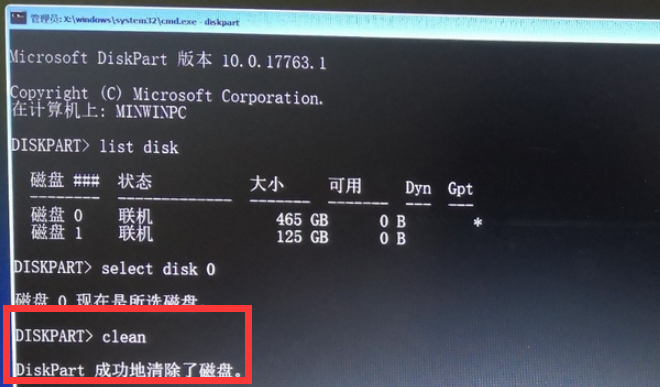 管理员: X:\windows\system32\cmd.exe - diskpart
Microsoft DiskPart 版本 10.0.17763.1
Copyright (C) Microsoft Corporation.
在计算机上: MININPC
DISKPART> list disk
磁盘 ### 状态 大小 可用 Dyn Gpt
-------- ------------- ------- ------- --- ---
磁盘 0 联机 465 GB 0 B *
磁盘 1 联机 125 GB 0 B
DISKPART> select disk 0
磁盘 0 现在是所选磁盘。
DISKPART> clean
DiskPart 成功地清除了磁盘。